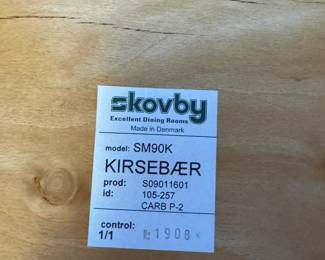 skovby
Excellent Dining Rooms
Made in Denmark
model: SM90K
KIRSEBÆR
prod: S09011601
id: 105-257
CARB P-2
control:
1/1 1908